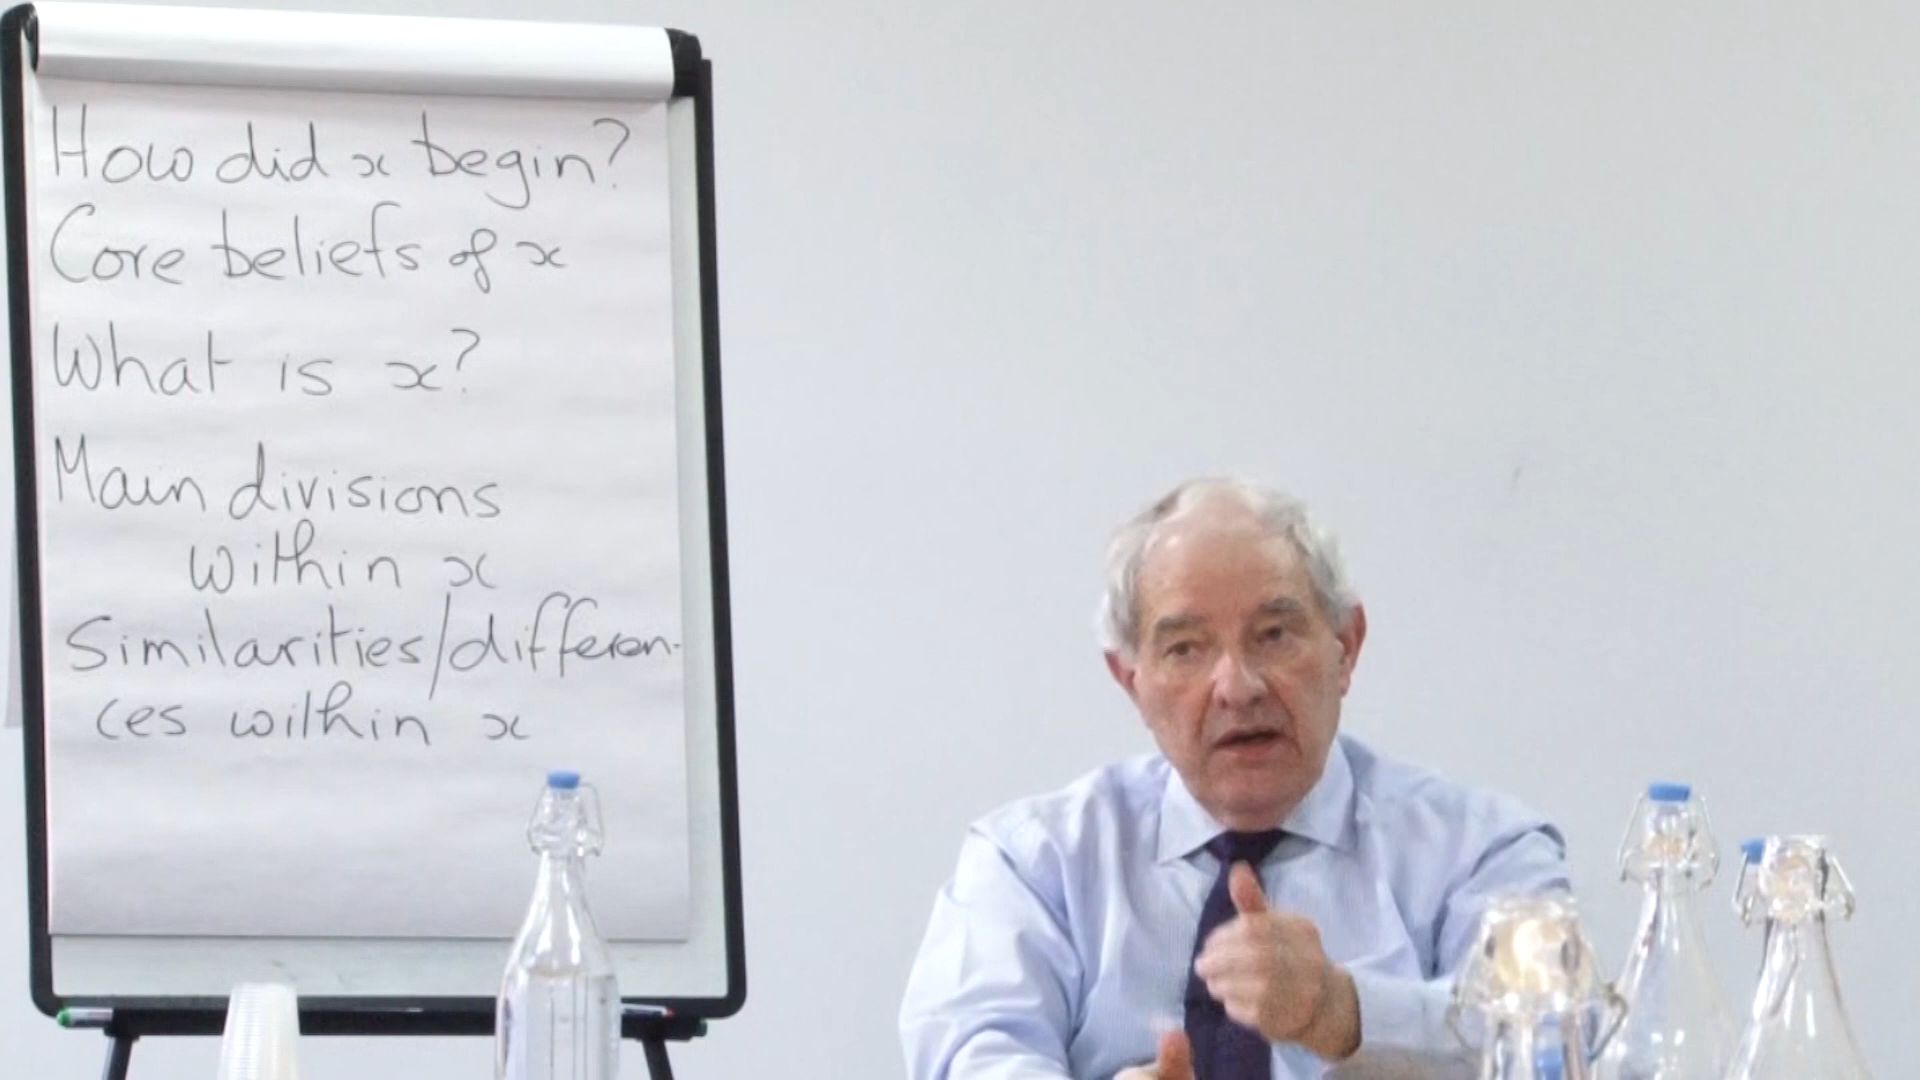 How did x begin?
Core beliefs of x
What is x?
Main divisions
within x
Similarities/differen-
ces within x